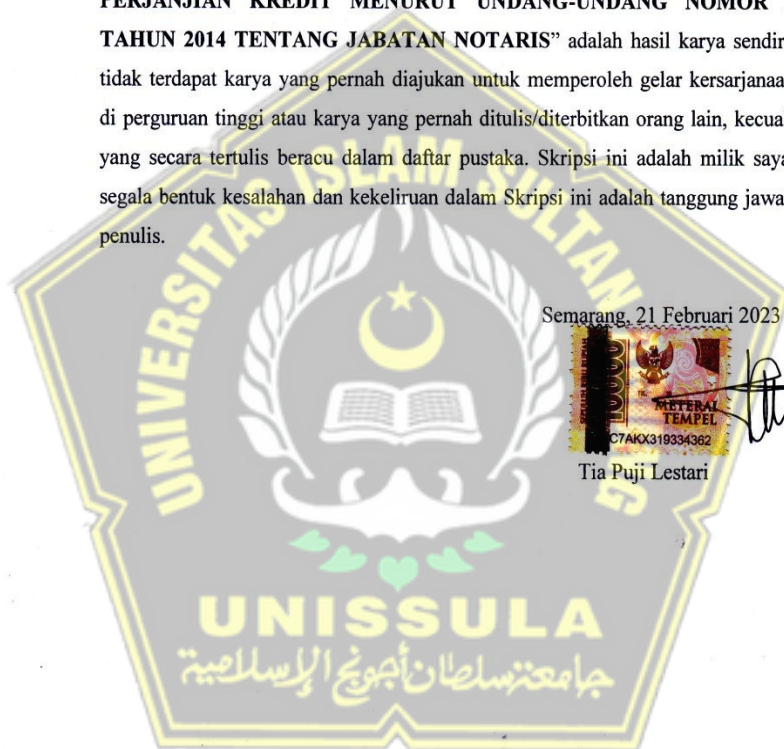 PERJANJIAN KREDIT MENURUT UNDANG-UNDANG NOMOR
TAHUN 2014 TENTANG JABATAN NOTARIS” adalah hasil karya sendir
tidak terdapat karya yang pernah diajukan untuk memperoleh gelar kersarjanaa
di perguruan tinggi atau karya yang pernah ditulis/diterbitkan orang lain, kecua
yang secara tertulis beracu dalam daftar pustaka. Skripsi ini adalah milik saya
segala bentuk kesalahan dan kekeliruan dalam Skripsi ini adalah tanggung jawa
penulis.
Semarang, 21 Februari 2023
METERAI
TEMPEL
C7AKX319334362
Tia Puji Lestari
UNIVERSITAS ISLAM SULTAN
G
UNISSULA
جامعة سلطان أجونج الإسلامية